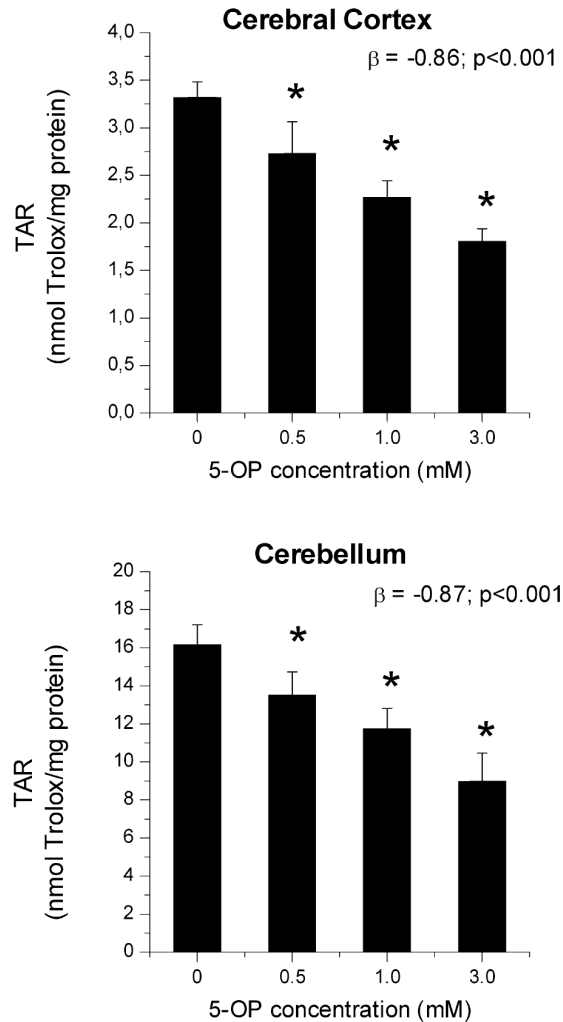 Cerebral Cortex
β = -0.86; p<0.001
TAR
(nmol Trolox/mg protein)
4,0
3,5
3,0
2,5
2,0
1,5
1,0
0,5
0,0
*
*
*
0 0.5 1.0 3.0
5-OP concentration (mM)
Cerebellum
β = -0.87; p<0.001
TAR
(nmol Trolox/mg protein)
20
18
16
14
12
10
8
6
4
2
0
*
*
*
0 0.5 1.0 3.0
5-OP concentration (mM)